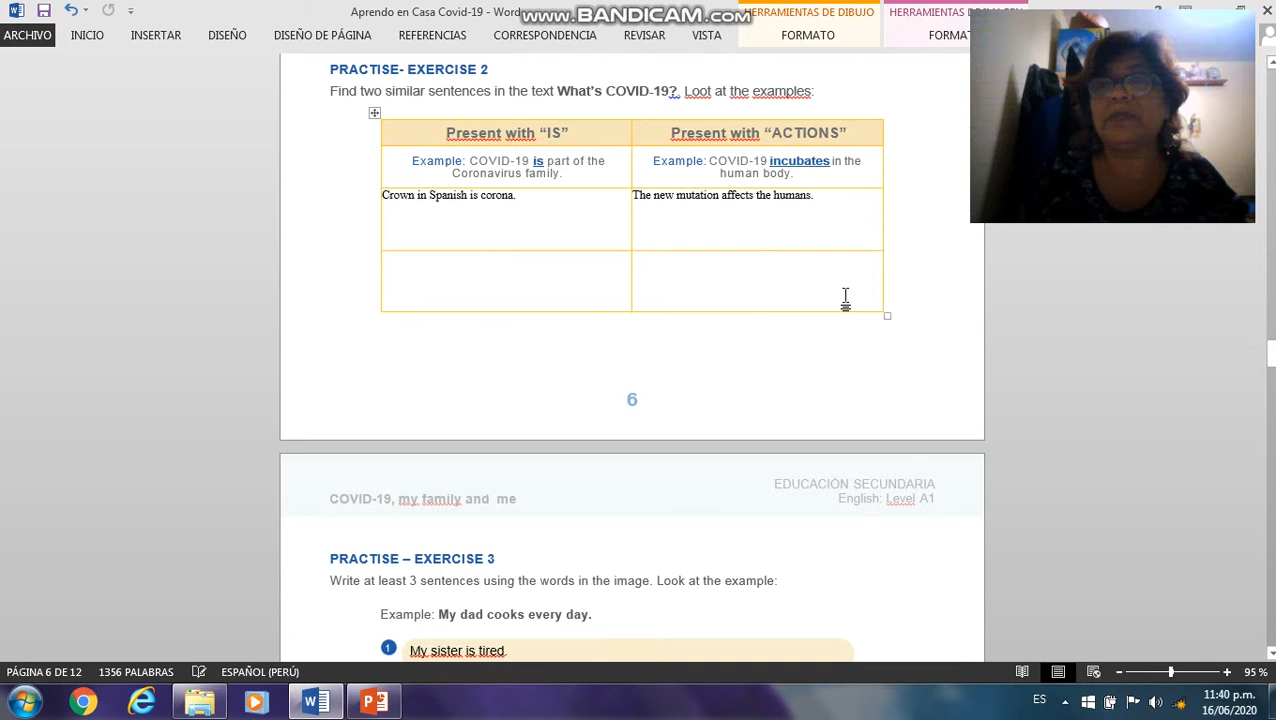 Aprendo en Casa Covid-19 - Word
www.BANDICAM.com
HERRAMIENTAS DE DIBUJO
HERRAMIENTAS D
ARCHIVO
INICIO
INSERTAR
DISEÑO
DISEÑO DE PÁGINA
REFERENCIAS
CORRESPONDENCIA
REVISAR
VISTA
FORMATO
FORMA
PRACTISE- EXERCISE 2
Find two similar sentences in the text What's COVID-19?. Loot at the examples:
Present with “IS”
Present with “ACTIONS”
Example: COVID-19 is part of the
Coronavirus family.
Example: COVID-19 incubates in the
human body.
Crown in Spanish is corona.
The new mutation affects the humans.
6
COVID-19, my family and me
EDUCACIÓN SECUNDARIA
English: Level A1
PRACTISE – EXERCISE 3
Write at least 3 sentences using the words in the image. Look at the example:
Example: My dad cooks every day.
1
My sister is tired.
PÁGINA 6 DE 12
1356 PALABRAS
ESPAÑOL (PERÚ)
95 %
ES
11:40 p.m.
16/06/2020